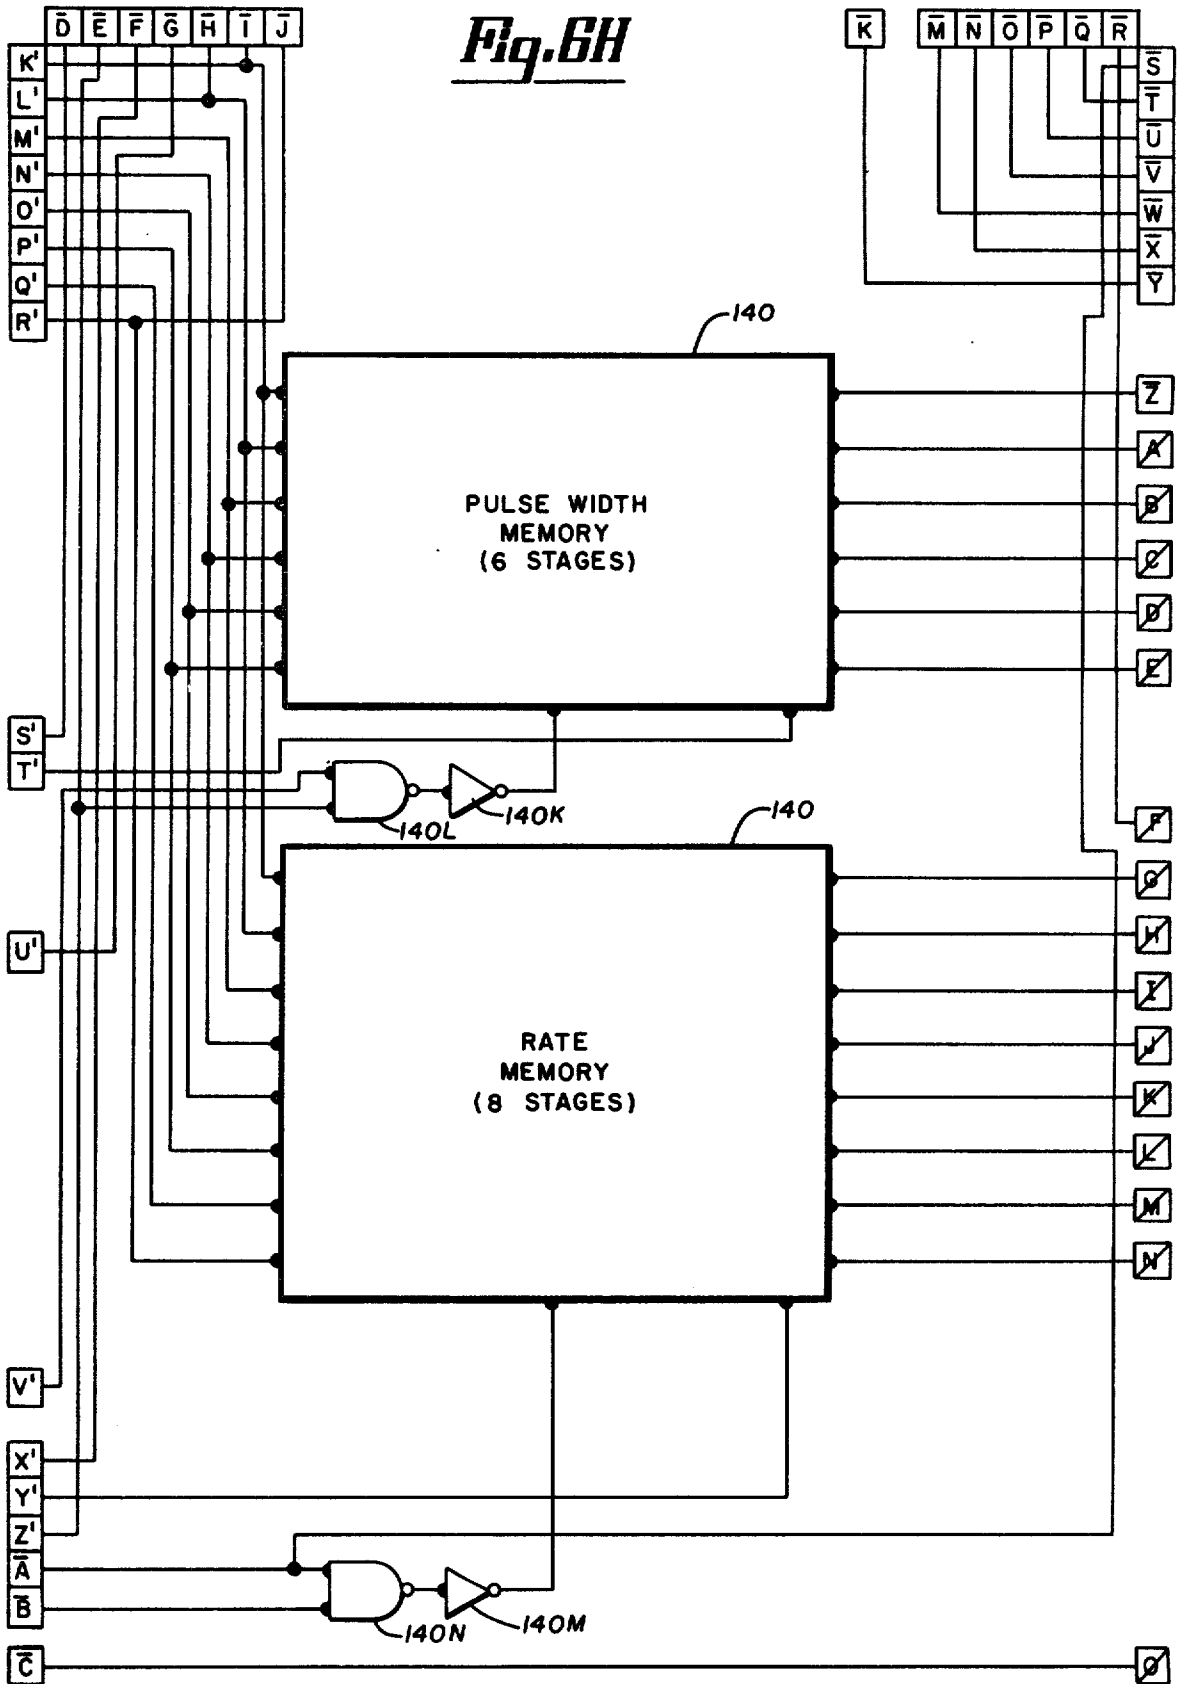 D̅ E̅ F̅ G̅ H̅ I̅ J̅
Fig.6H
K̅
M̅ N̅ O̅ P̅ Q̅ R̅
K'
L'
M'
N'
O'
P'
Q'
R'
S̅
T̅
U̅
V̅
W̅
X̅
Y̅
140
PULSE WIDTH
MEMORY
(6 STAGES)
Z̅
A̸
B̸
C̸
D̸
E̸
S'
T'
140L
140K
140
F̸
U'
RATE
MEMORY
(8 STAGES)
G̸
H̸
I̸
J̸
K̸
L̸
M̸
N̸
V'
X'
Y'
Z'
A̅
B̅
140N
140M
C̅
O̸